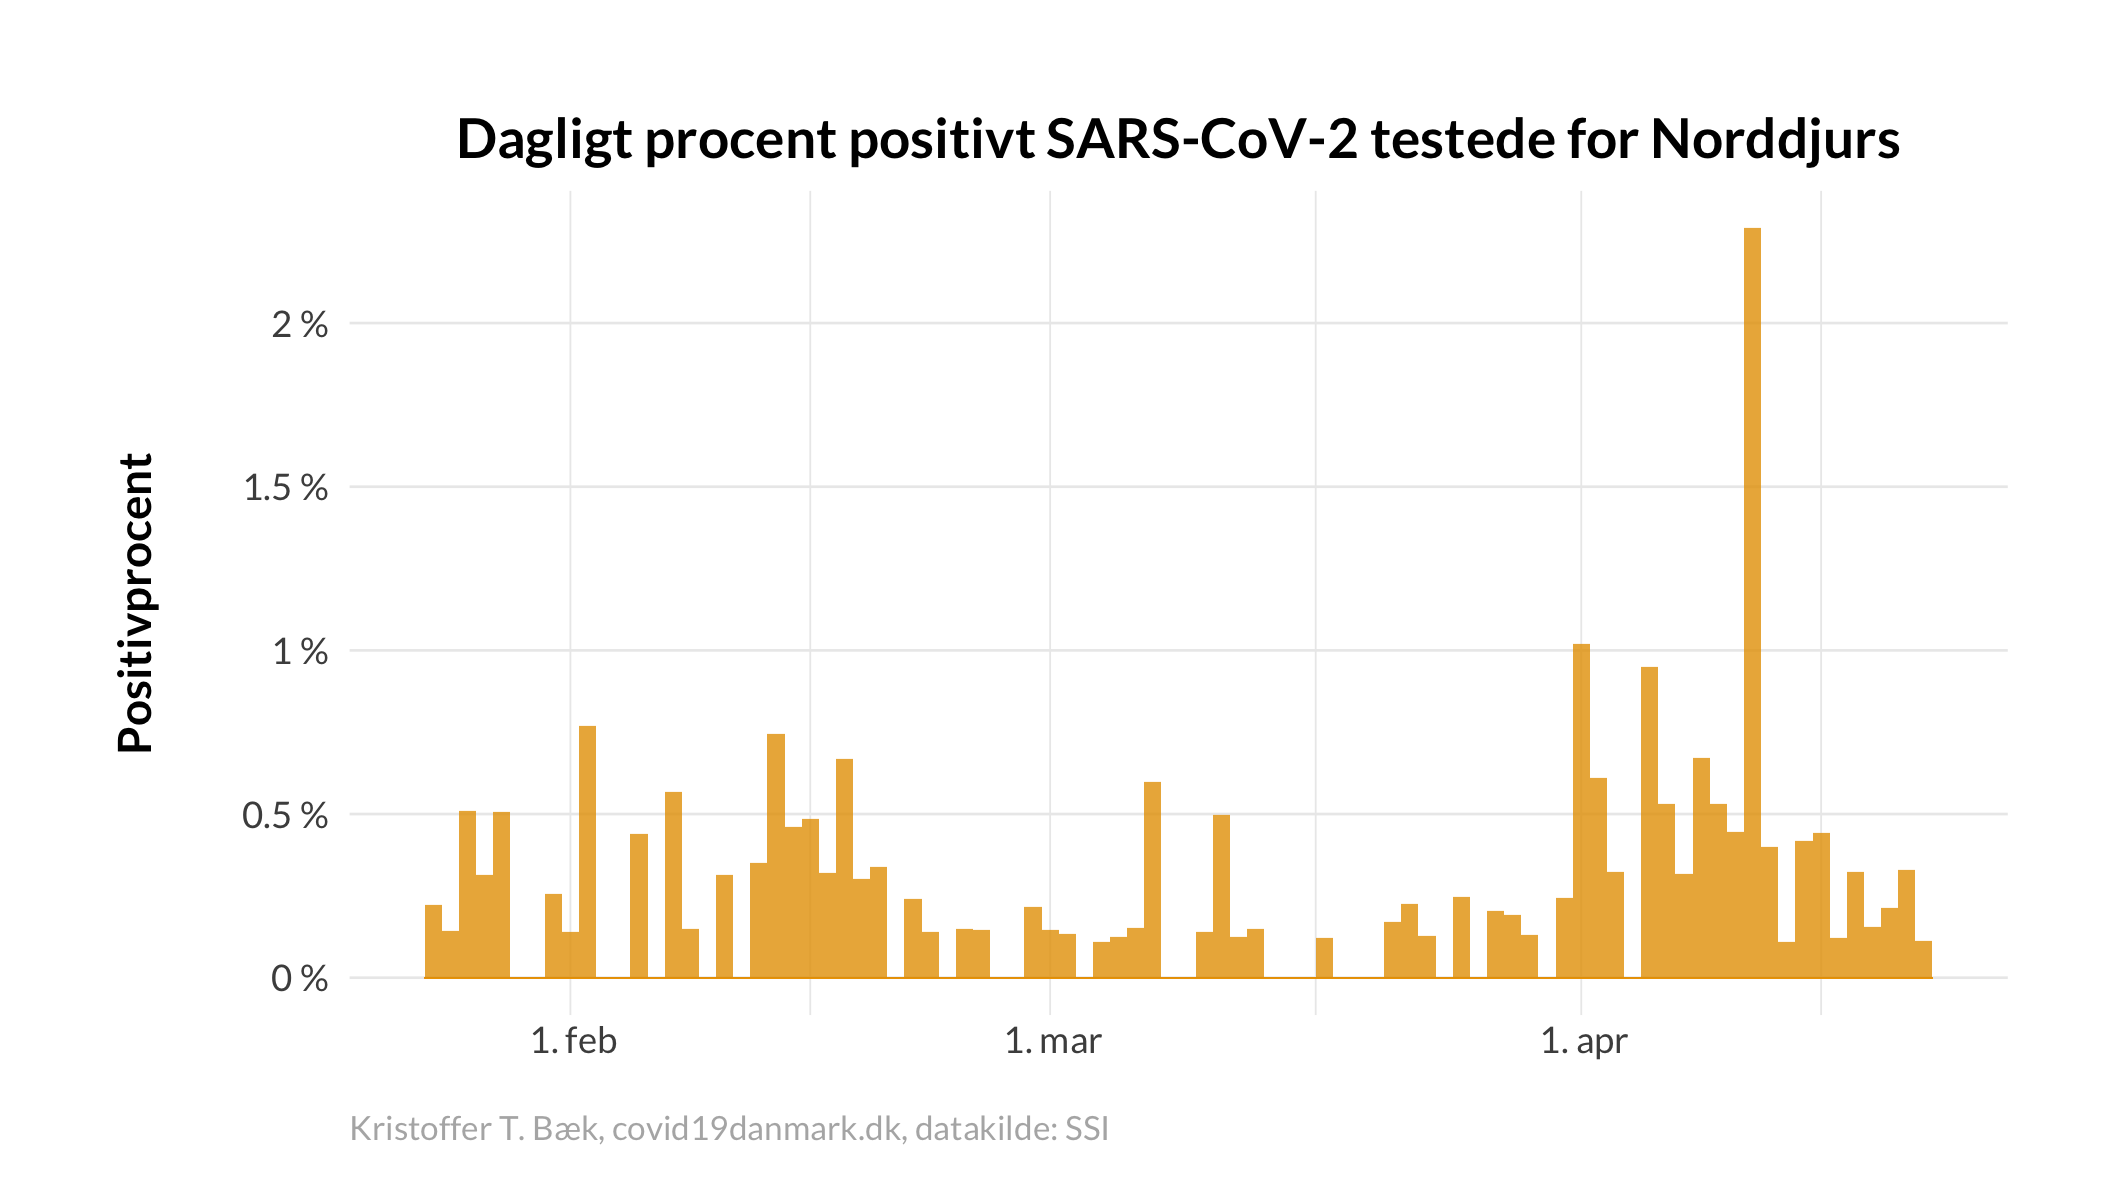 Dagligt procent positivt SARS-CoV-2 testede for Norddjurs
Positivprocent
2 %
1.5 %
1 %
0.5 %
0 %
1. feb
1. mar
1. apr
Kristoffer T. Bæk, covid19danmark.dk, datakilde: SSI